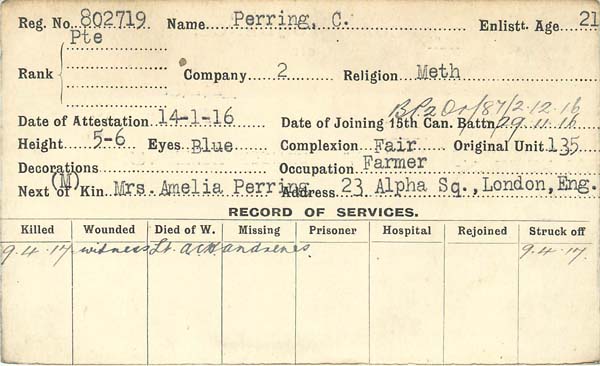 Reg. No. 802719 Name Perring, C. Enlistt. Age 21
Pte
Rank Company 2 Religion Meth
B.P.2 Or/87/2.12.16
Date of Attestation 14-1-16 Date of Joining 15th Can. Battn. 29.11.16
Height 5-6 Eyes Blue Complexion Fair Original Unit 135
Decorations Occupation Farmer
(M)
Next of Kin Mrs. Amelia Perring Address 23 Alpha Sq., London, Eng.
RECORD OF SERVICES.
Killed Wounded Died of W. Missing Prisoner Hospital Rejoined Struck off
9.4.17 witness Lt. 9.4.17.